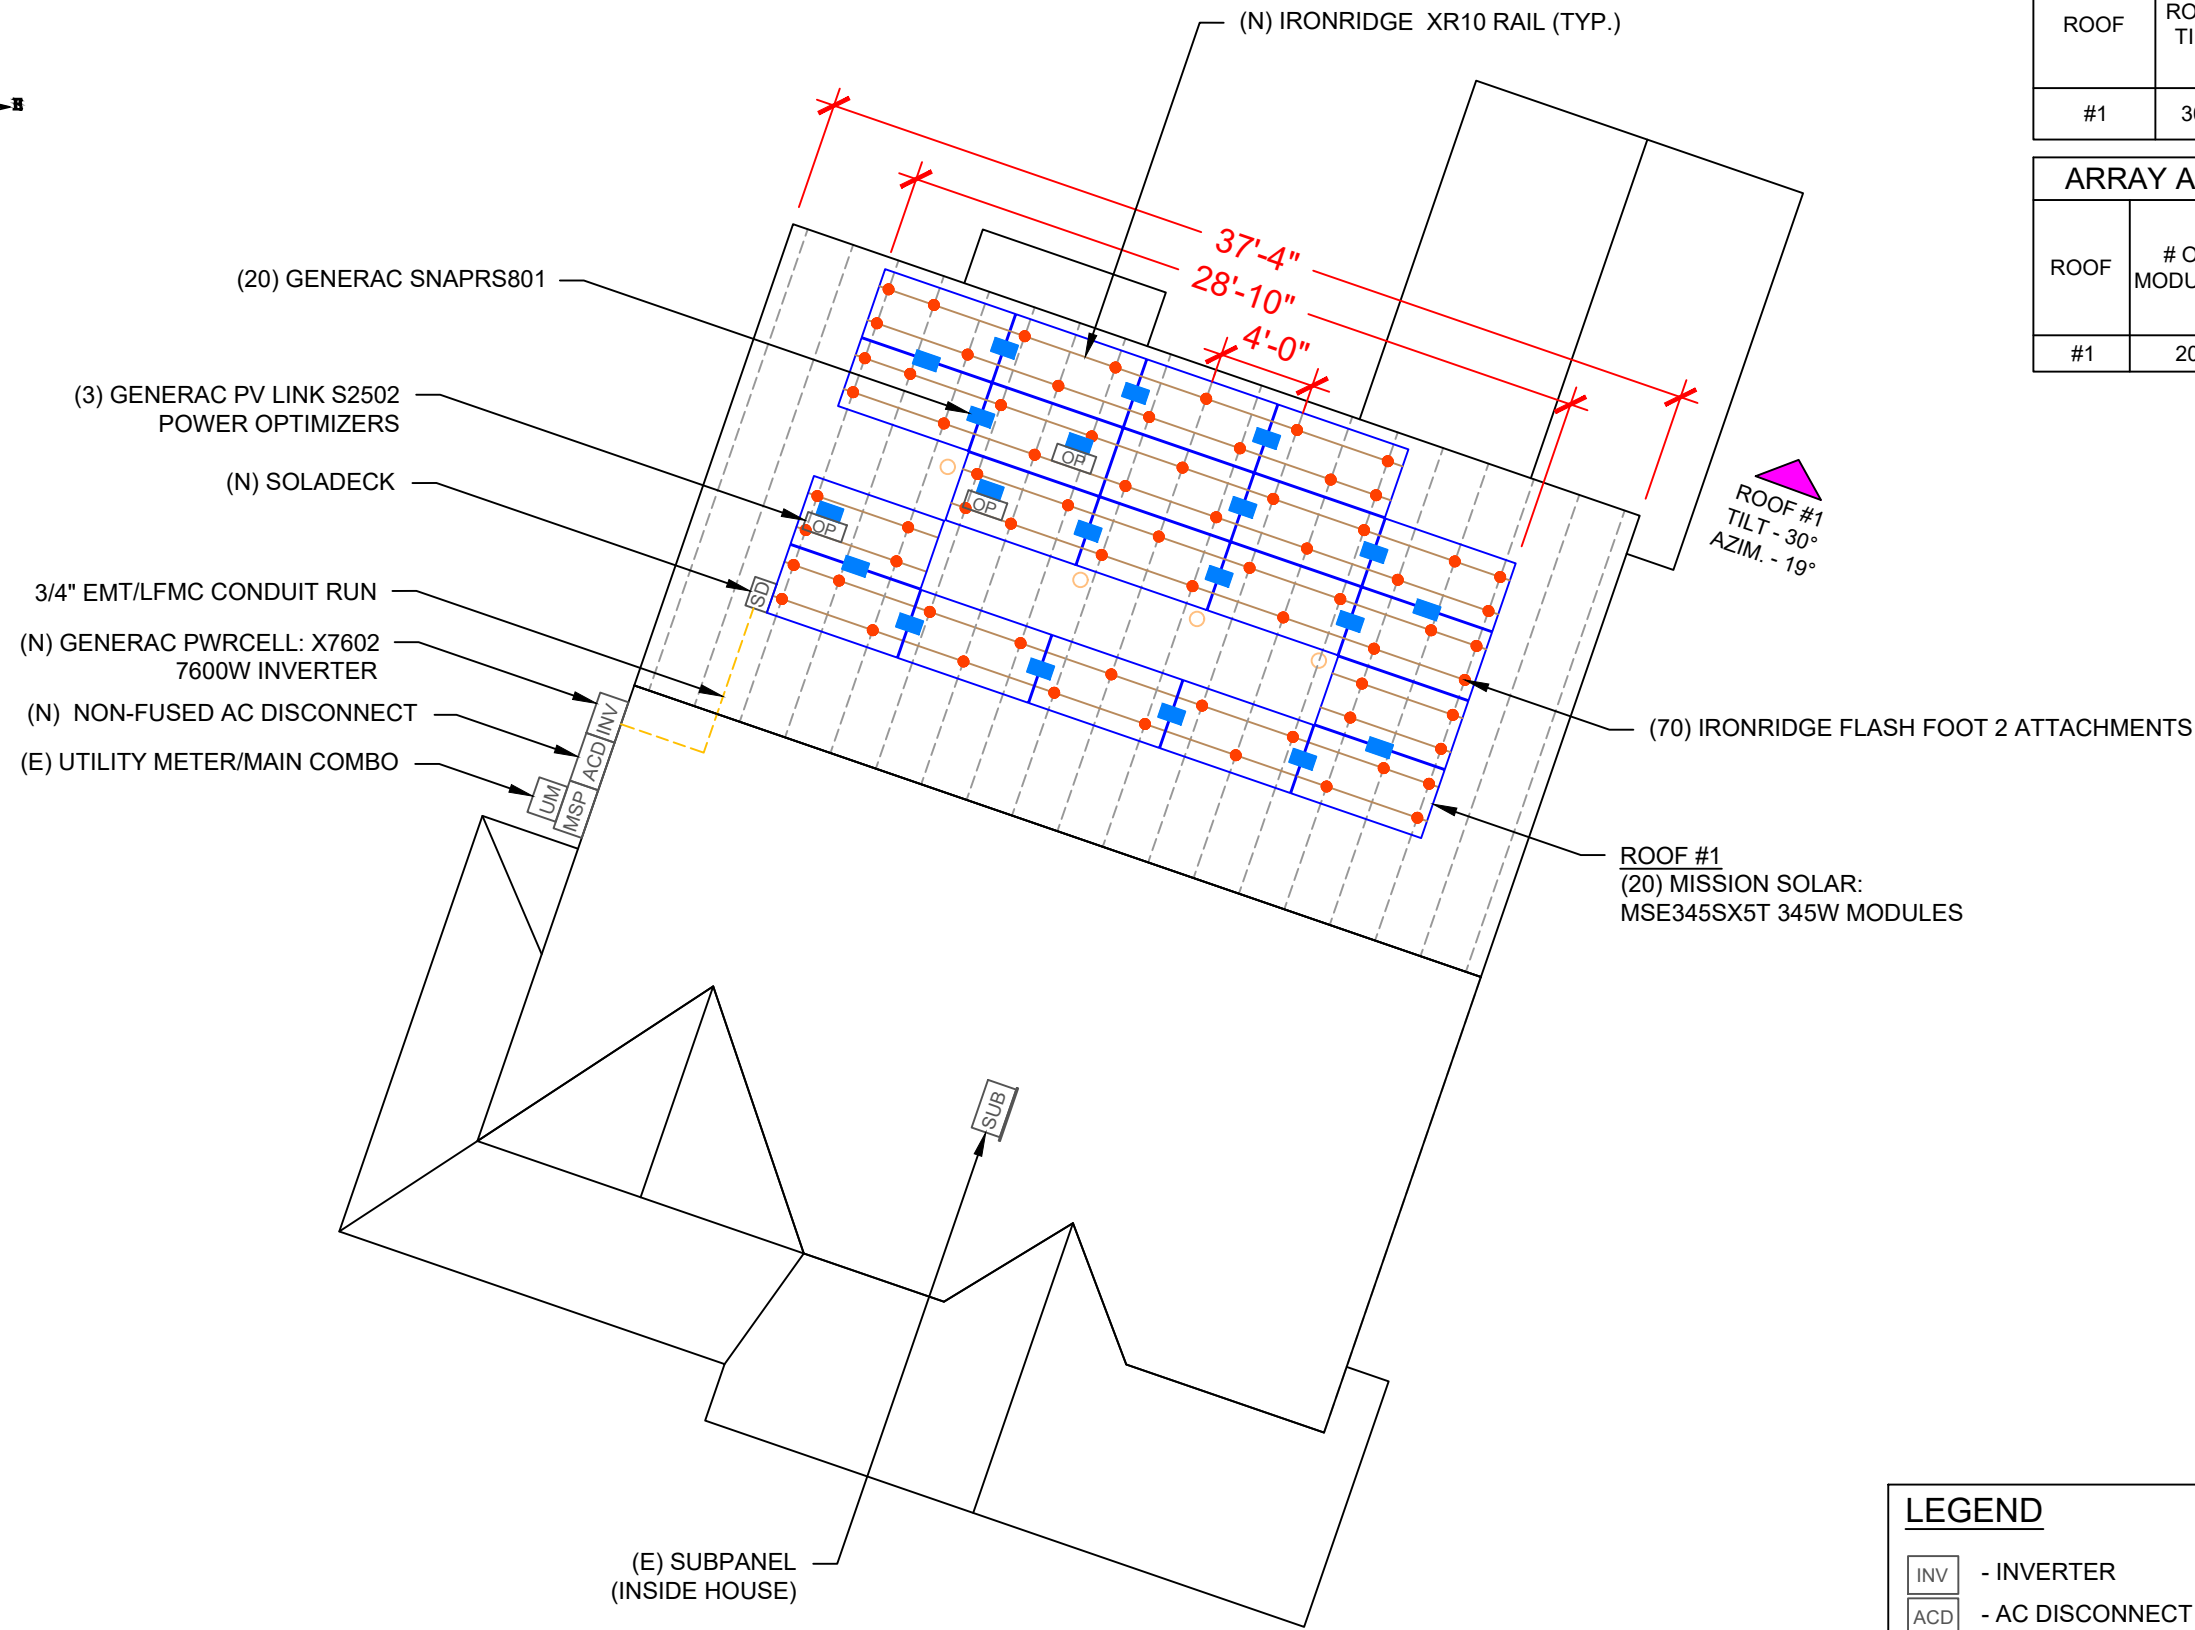 (N) IRONRIDGE XR10 RAIL (TYP.)
ROOF
#1
ARRAY
ROOF
#1
20
37'-4"
28'-10"
4'-0"
(20) GENERAC SNAPRS801
(3) GENERAC PV LINK S2502
POWER OPTIMIZERS
(N) SOLADECK
3/4" EMT/LFMC CONDUIT RUN
(N) GENERAC PWRCELL: X7602
7600W INVERTER
(N) NON-FUSED AC DISCONNECT
(E) UTILITY METER/MAIN COMBO
OP
OP
OP
SD
INV
ACD
MSP
UM
ROOF #1
TILT - 30°
AZIM. - 19°
(70) IRONRIDGE FLASH FOOT 2 ATTACHMENTS
ROOF #1
(20) MISSION SOLAR:
MSE345SX5T 345W MODULES
SUB
(E) SUBPANEL
(INSIDE HOUSE)
LEGEND
INV - INVERTER
ACD - AC DISCONNECT